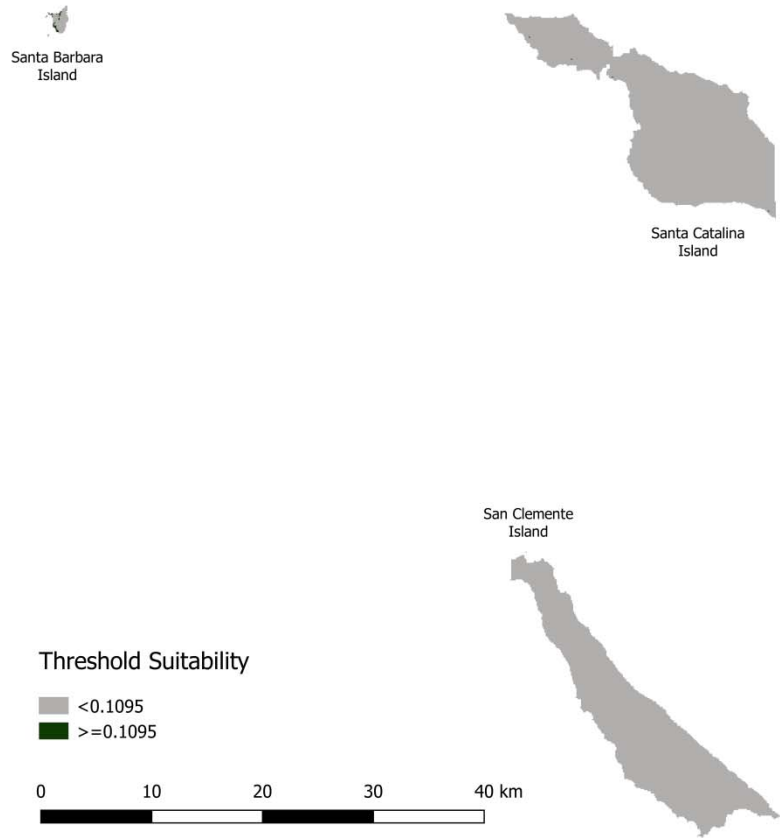 Santa Barbara
Island
Santa Catalina
Island
San Clemente
Island
Threshold Suitability
<0.1095
>=0.1095
0 10 20 30 40 km